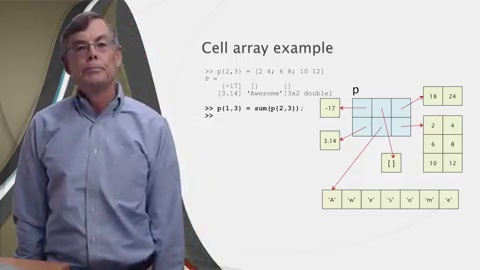 Cell array example
>> p{2,3} = [2 4; 6 8; 10 12]
P =
[-17] [] []
[3.14] 'Awesome' [3x2 double]
>> p{1,3} = sum(p{2,3});
>>
p
18 24
-17
2 4
3.14
6 8
[ ]
10 12
'A' 'w' 'e' 's' 'o' 'm' 'e'